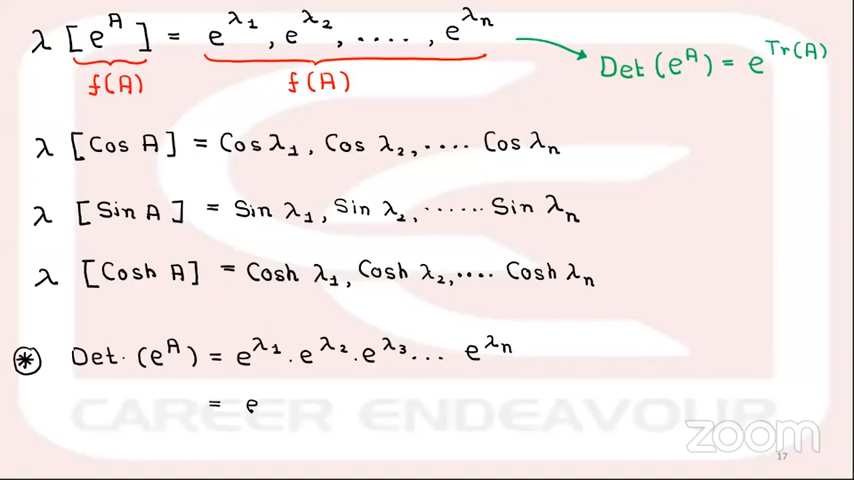 λ [e^A] = e^λ₁, e^λ₂, ...., e^λₙ → Det (e^A) = e^Tr(A)
f(A) f(A)
λ [Cos A] = Cos λ₁, Cos λ₂, .... Cos λₙ
λ [Sin A] = Sin λ₁, Sin λ₂, ...... Sin λₙ
λ [Cosh A] = Cosh λ₁, Cosh λ₂, .... Cosh λₙ
* Det. (e^A) = e^λ₁ . e^λ₂ . e^λ₃ ... e^λₙ
= e
CAREER ENDEAVOUR
zoom
17